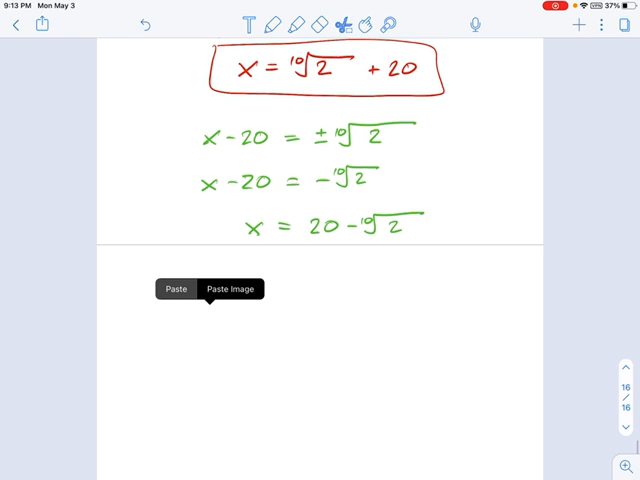 9:13 PM Mon May 3
VPN 37%
T
x = ¹⁰√2 + 20
x - 20 = ± ¹⁰√2
x - 20 = - ¹⁰√2
x = 20 - ¹⁰√2
Paste Paste Image
16
/
16